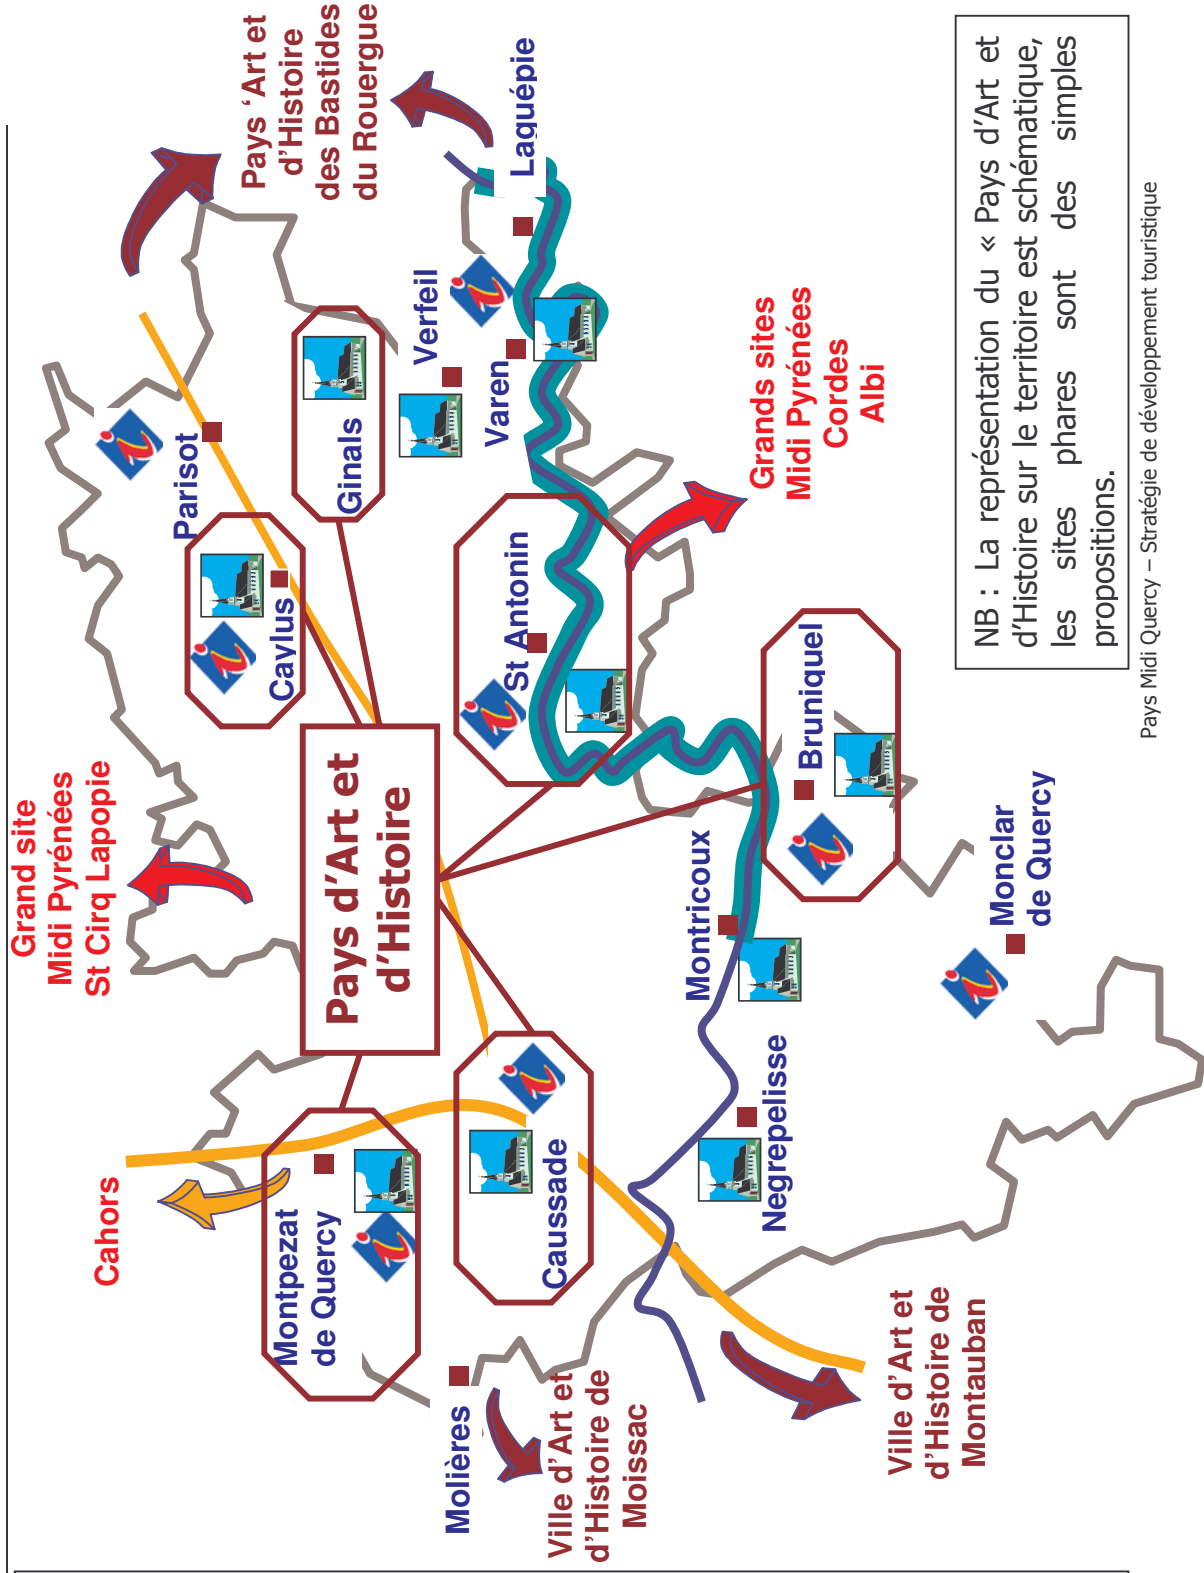 Grand site
Midi Pyrénées
St Cirq Lapopie
Cahors
Pays ‘Art et
d’Histoire
des Bastides
du Rouergue
Parisot
Caylus
Ginals
Verfeil
Varen
Laguépie
Montpezat
de Quercy
Pays d’Art et
d’Histoire
St Antonin
Caussade
Molières
Ville d’Art et
d’Histoire de
Moissac
Negrepelisse
Montricoux
Bruniquel
Grands sites
Midi Pyrénées
Cordes
Albi
Ville d’Art et
d’Histoire de
Montauban
Monclar
de Quercy
NB : La représentation du « Pays d’Art et
d’Histoire sur le territoire est schématique,
les sites phares sont des simples
propositions.
Pays Midi Quercy – Stratégie de développement touristique